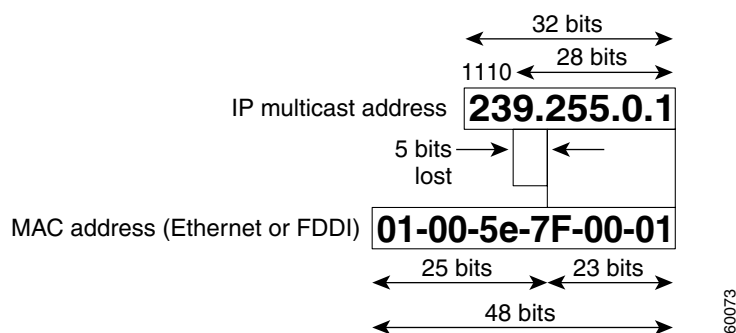 32 bits
28 bits
1110
IP multicast address
239.255.0.1
5 bits
lost
MAC address (Ethernet or FDDI)
01-00-5e-7F-00-01
25 bits
23 bits
48 bits
60073